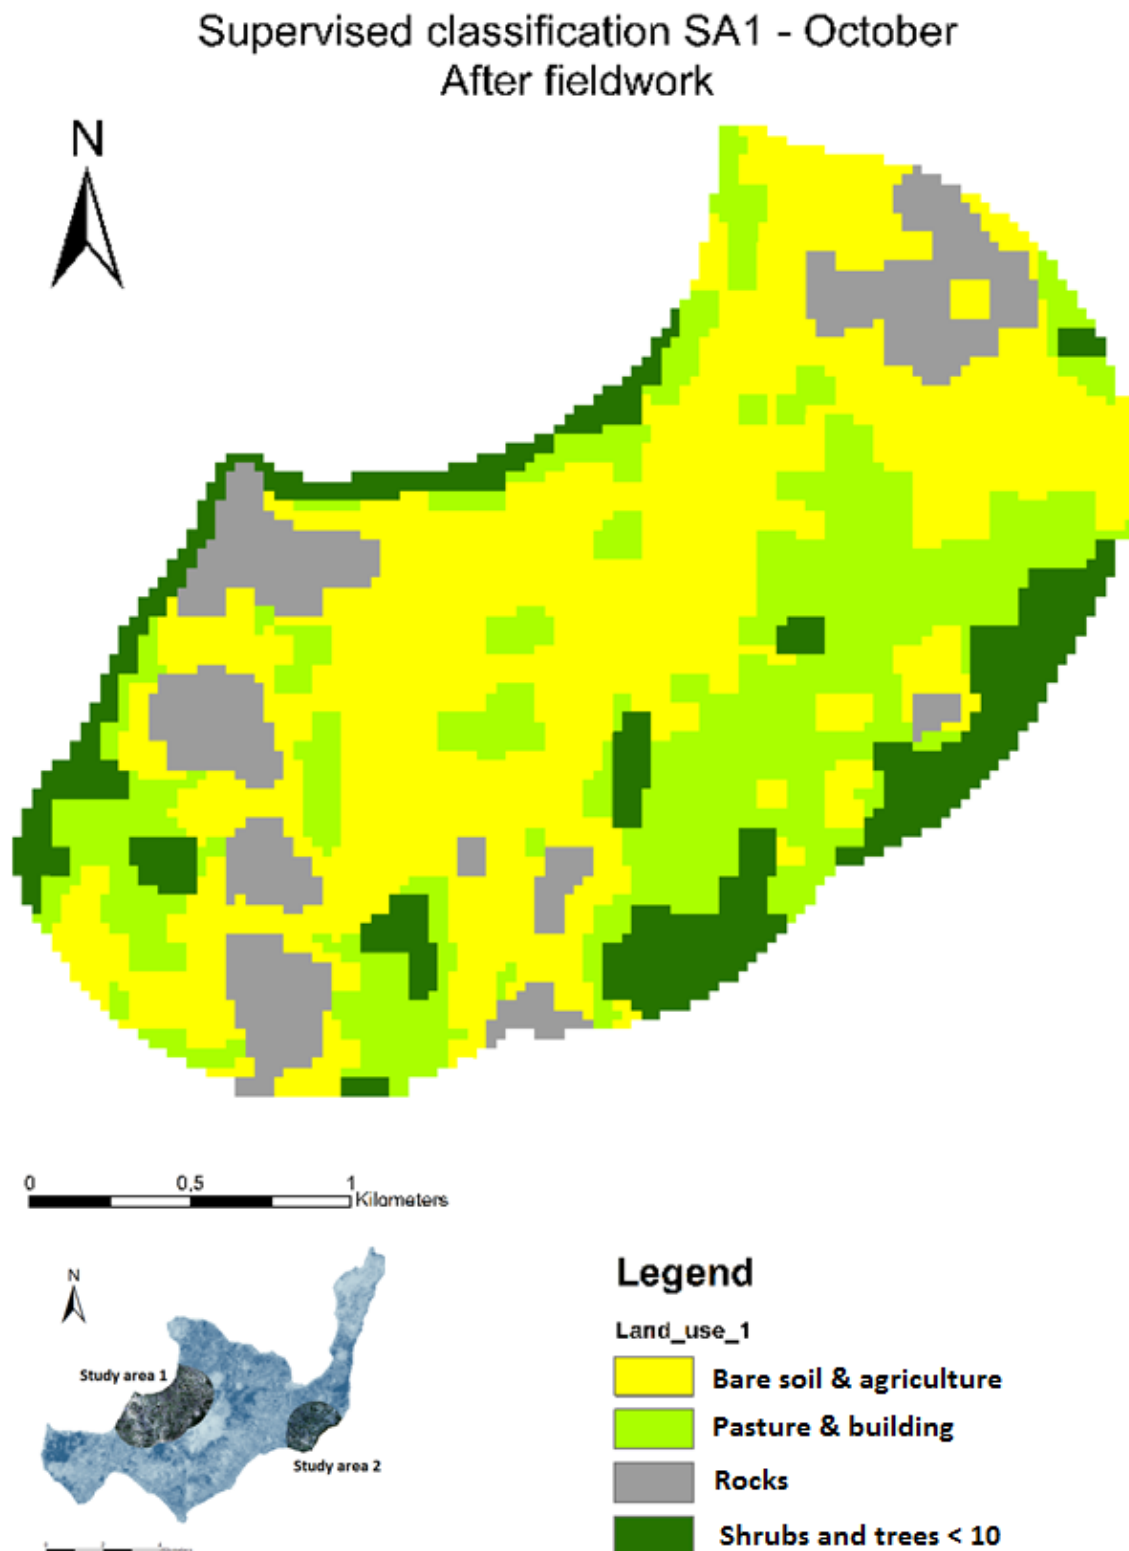 Supervised classification SA1 - October
After fieldwork
N
0 0,5 1
Kilometers
N
Study area 1
Study area 2
Legend
Land_use_1
Bare soil & agriculture
Pasture & building
Rocks
Shrubs and trees < 10